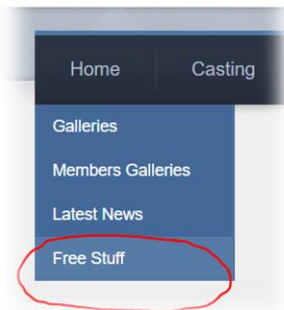 Home Casting
Galleries
Members Galleries
Latest News
Free Stuff